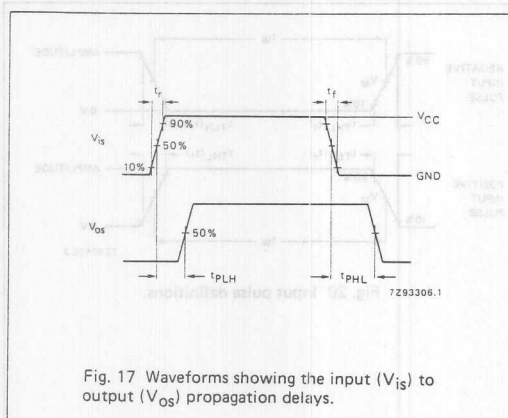 tr
tf
VCC
90%
Vis
50%
10%
GND
Vos
50%
tPLH
tPHL
7Z93306.1
Fig. 17 Waveforms showing the input (Vis) to
output (Vos) propagation delays.